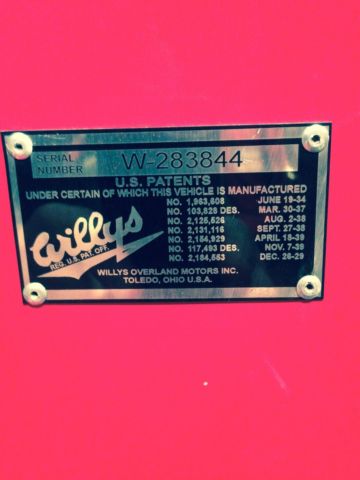 SERIAL NUMBER W-283844
U.S. PATENTS
UNDER CERTAIN OF WHICH THIS VEHICLE IS MANUFACTURED
NO. 1,963,608 JUNE 19-34
NO. 103,828 DES. MAR. 30-37
NO. 2,125,526 AUG. 2-38
NO. 2,131,116 SEPT. 27-38
NO. 2,154,929 APRIL 18-39
NO. 117,493 DES. NOV. 7-39
NO. 2,184,553 DEC. 26-29
Willys
REG. U.S. PAT. OFF.
WILLYS OVERLAND MOTORS INC.
TOLEDO, OHIO U.S.A.